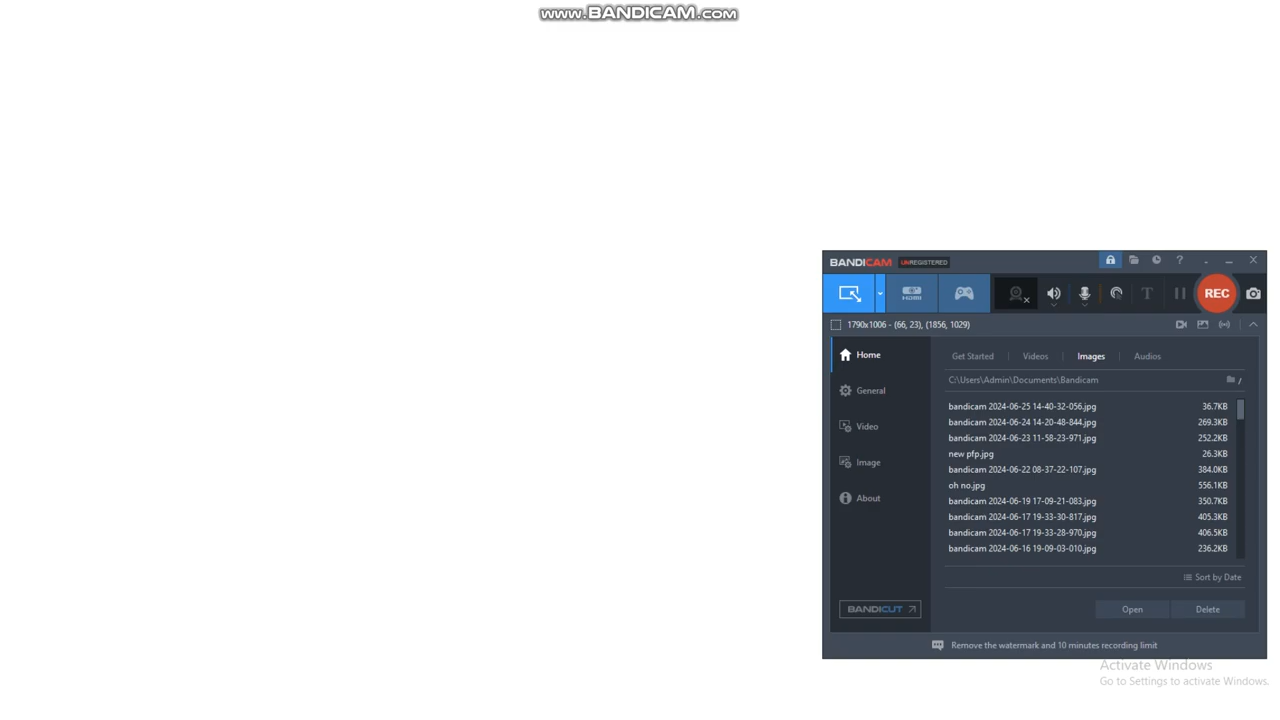 www.BANDICAM.com
BANDICAM UNREGISTERED
HDMI
T
REC
1790x1006 - (66, 23), (1856, 1029)
Home
General
Video
Image
About
BANDICUT
Get Started
Videos
Images
Audios
C:\Users\Admin\Documents\Bandicam
bandicam 2024-06-25 14-40-32-056.jpg 36.7KB
bandicam 2024-06-24 14-20-48-844.jpg 269.3KB
bandicam 2024-06-23 11-58-23-971.jpg 252.2KB
new pfp.jpg 26.3KB
bandicam 2024-06-22 08-37-22-107.jpg 384.0KB
oh no.jpg 556.1KB
bandicam 2024-06-19 17-09-21-083.jpg 350.7KB
bandicam 2024-06-17 19-33-30-817.jpg 405.3KB
bandicam 2024-06-17 19-33-28-970.jpg 406.5KB
bandicam 2024-06-16 19-09-03-010.jpg 236.2KB
Sort by Date
Open
Delete
Remove the watermark and 10 minutes recording limit
Activate Windows
Go to Settings to activate Windows.